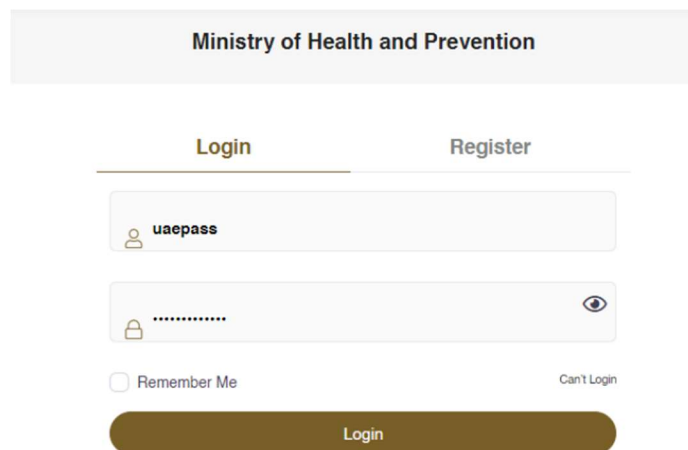 Ministry of Health and Prevention
Login Register
uaepass
.............
Remember Me Can't Login
Login